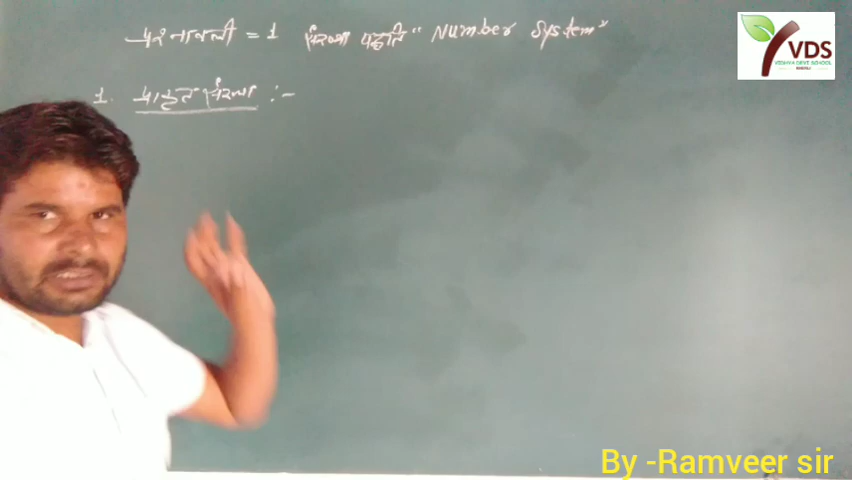 प्रश्नावली = 1 संख्या पद्धति "Number System"
1. प्राकृत संख्या :-
VDS
By -Ramveer sir